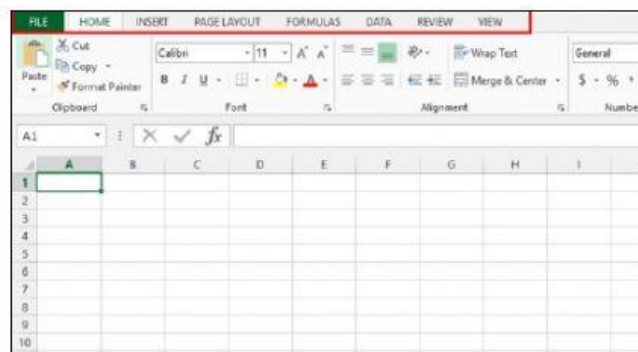 FILE HOME INSERT PAGE LAYOUT FORMULAS DATA REVIEW VIEW
Cut
Copy
Paste
Format Painter
Calibri 11 A A
B I U A
Wrap Text
Merge & Center
General
$ % ,
Clipboard Font Alignment Numbe
A1 fx
A B C D E F G H I
1
2
3
4
5
6
7
8
9
10